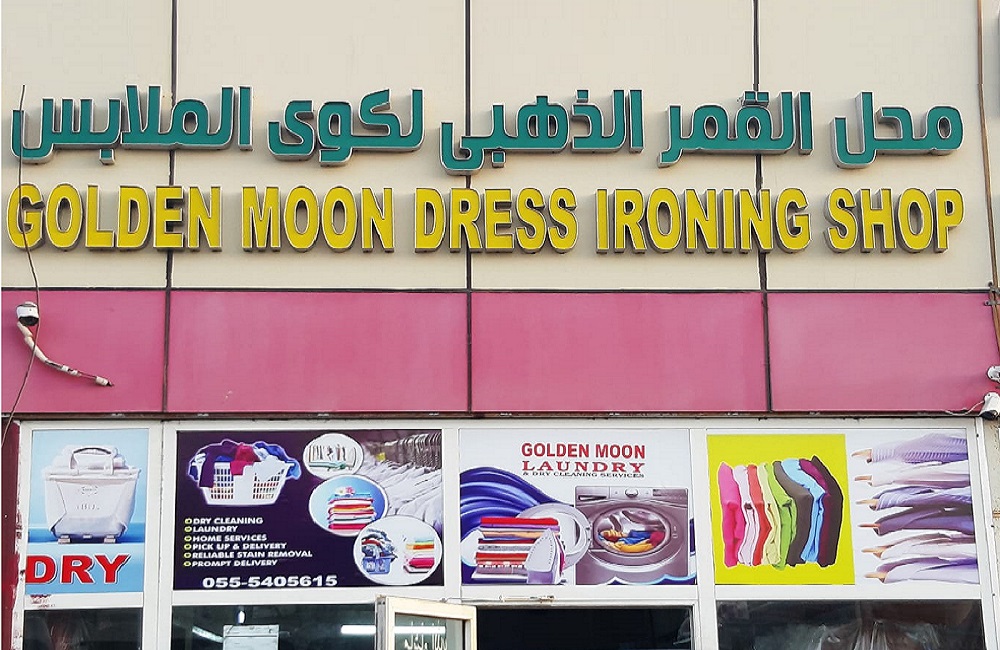 محل القمر الذهبي لكوى الملابس
GOLDEN MOON DRESS IRONING SHOP
DRY
DRY CLEANING
LAUNDRY
HOME SERVICES
PICK UP & DELIVERY
RELIABLE STAIN REMOVAL
PROMPT DELIVERY
055-5405615
GOLDEN MOON
LAUNDRY
& DRY CLEANING SERVICES